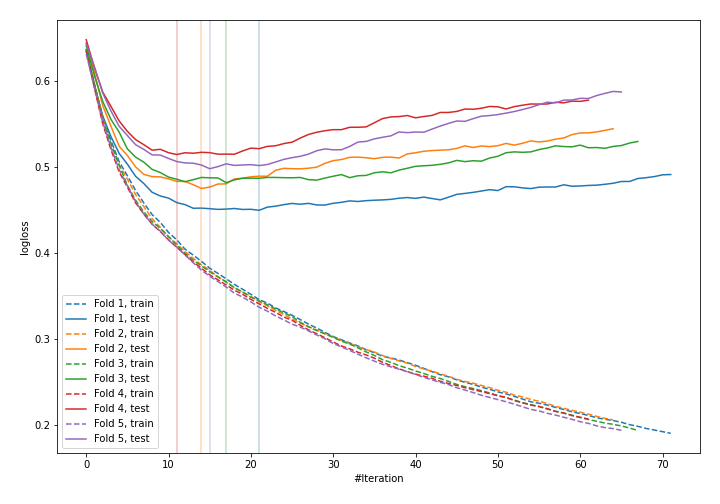 0.6
0.5
0.4
0.3
0.2
logloss
Fold 1, train
Fold 1, test
Fold 2, train
Fold 2, test
Fold 3, train
Fold 3, test
Fold 4, train
Fold 4, test
Fold 5, train
Fold 5, test
0 10 20 30 40 50 60 70
#Iteration